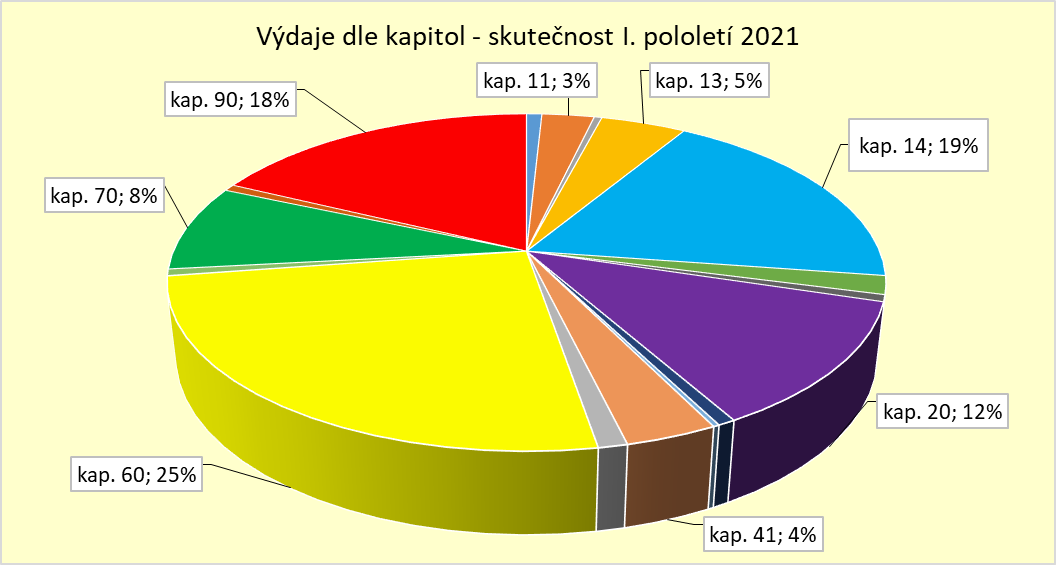 Výdaje dle kapitol - skutečnost I. pololetí 2021
kap. 11; 3%
kap. 13; 5%
kap. 90; 18%
kap. 14; 19%
kap. 70; 8%
kap. 20; 12%
kap. 60; 25%
kap. 41; 4%